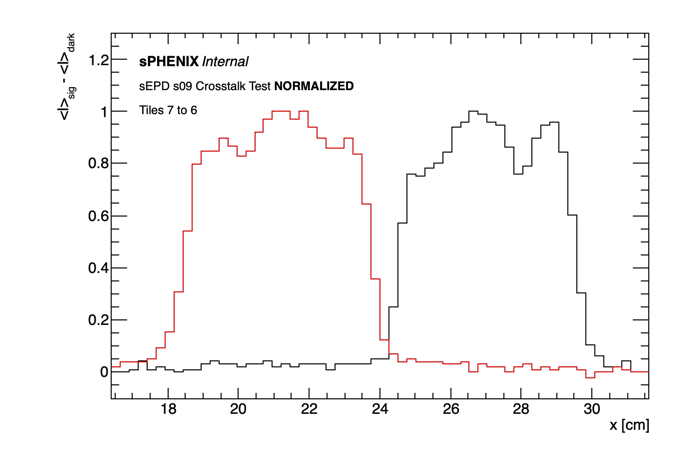 <I>sig - <I>dark
sPHENIX Internal
sEPD s09 Crosstalk Test NORMALIZED
Tiles 7 to 6
1.2
1
0.8
0.6
0.4
0.2
0
18 20 22 24 26 28 30
x [cm]